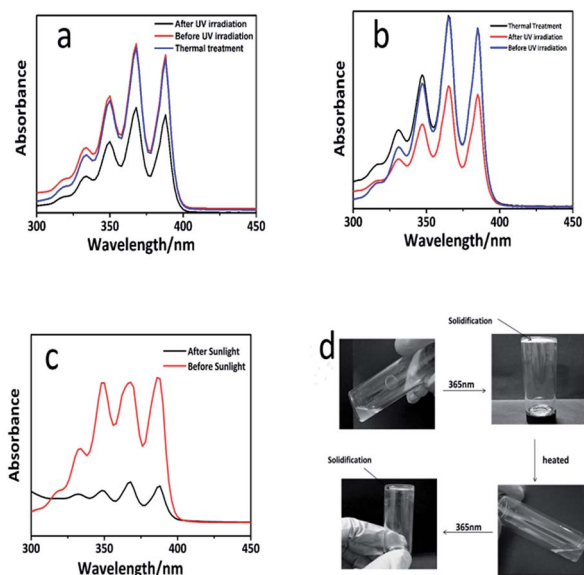 a
After UV irradiation
Before UV irradiation
Thermal treatment
Absorbance
300 350 400 450
Wavelength/nm
b
Thermal Treatment
After UV irradiation
Before UV irradiation
Absorbance
300 350 400 450
Wavelength/nm
c
After Sunlight
Before Sunlight
Absorbance
300 350 400 450
Wavelength/nm
d
Solidification
365nm
heated
Solidification
365nm